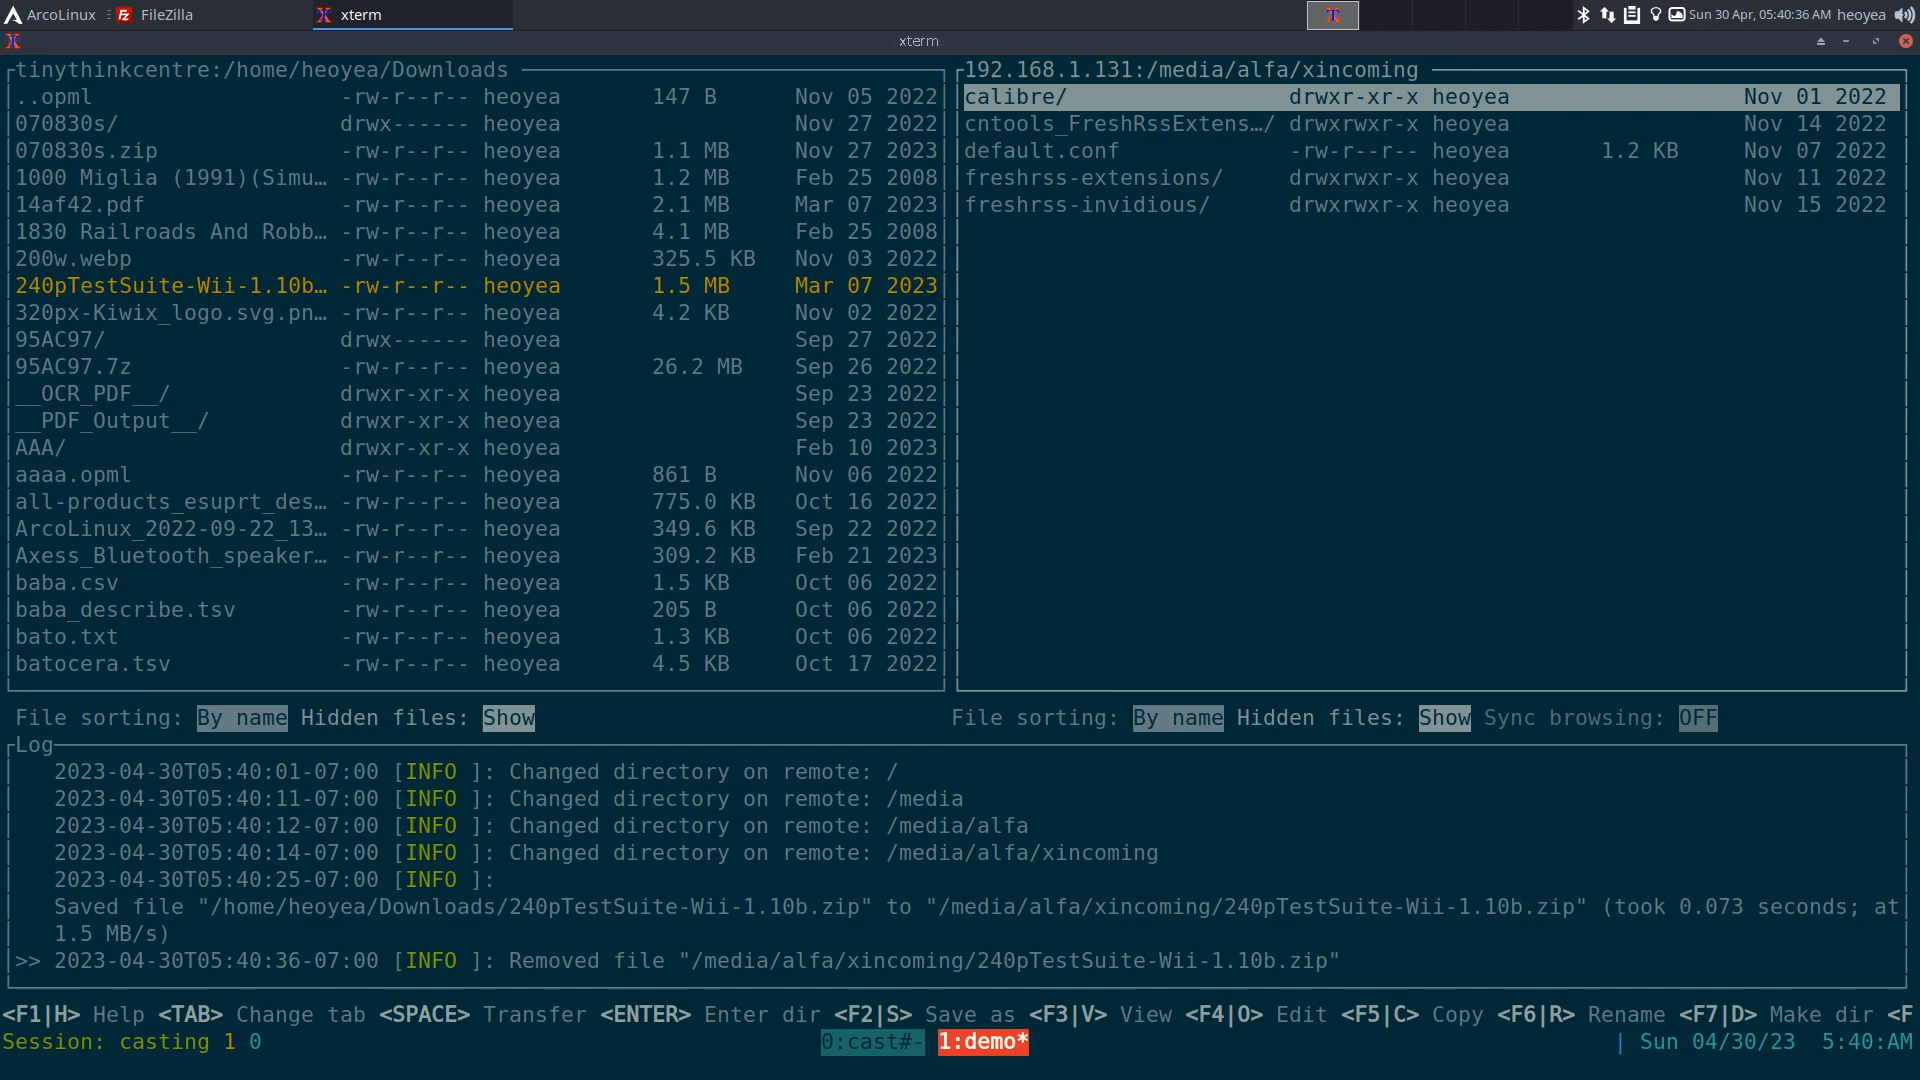 ArcoLinux FileZilla xterm Sun 30 Apr, 05:40:36 AM heoyea
xterm
tinythinkcentre:/home/heoyea/Downloads 192.168.1.131:/media/alfa/xincoming
..opml -rw-r--r-- heoyea 147 B Nov 05 2022 calibre/ drwxr-xr-x heoyea Nov 01 2022
070830s/ drwx------ heoyea Nov 27 2022 cntools_FreshRssExtens…/ drwxrwxr-x heoyea Nov 14 2022
070830s.zip -rw-r--r-- heoyea 1.1 MB Nov 27 2023 default.conf -rw-r--r-- heoyea 1.2 KB Nov 07 2022
1000 Miglia (1991)(Simu… -rw-r--r-- heoyea 1.2 MB Feb 25 2008 freshrss-extensions/ drwxrwxr-x heoyea Nov 11 2022
14af42.pdf -rw-r--r-- heoyea 2.1 MB Mar 07 2023 freshrss-invidious/ drwxrwxr-x heoyea Nov 15 2022
1830 Railroads And Robb… -rw-r--r-- heoyea 4.1 MB Feb 25 2008
200w.webp -rw-r--r-- heoyea 325.5 KB Nov 03 2022
240pTestSuite-Wii-1.10b… -rw-r--r-- heoyea 1.5 MB Mar 07 2023
320px-Kiwix_logo.svg.pn… -rw-r--r-- heoyea 4.2 KB Nov 02 2022
95AC97/ drwx------ heoyea Sep 27 2022
95AC97.7z -rw-r--r-- heoyea 26.2 MB Sep 26 2022
__OCR_PDF__/ drwxr-xr-x heoyea Sep 23 2022
__PDF_Output__/ drwxr-xr-x heoyea Sep 23 2022
AAA/ drwxr-xr-x heoyea Feb 10 2023
aaaa.opml -rw-r--r-- heoyea 861 B Nov 06 2022
all-products_esuprt_des… -rw-r--r-- heoyea 775.0 KB Oct 16 2022
ArcoLinux_2022-09-22_13… -rw-r--r-- heoyea 349.6 KB Sep 22 2022
Axess_Bluetooth_speaker… -rw-r--r-- heoyea 309.2 KB Feb 21 2023
baba.csv -rw-r--r-- heoyea 1.5 KB Oct 06 2022
baba_describe.tsv -rw-r--r-- heoyea 205 B Oct 06 2022
bato.txt -rw-r--r-- heoyea 1.3 KB Oct 06 2022
batocera.tsv -rw-r--r-- heoyea 4.5 KB Oct 17 2022
File sorting: By name Hidden files: Show File sorting: By name Hidden files: Show Sync browsing: OFF
Log
2023-04-30T05:40:01-07:00 [INFO ]: Changed directory on remote: /
2023-04-30T05:40:11-07:00 [INFO ]: Changed directory on remote: /media
2023-04-30T05:40:12-07:00 [INFO ]: Changed directory on remote: /media/alfa
2023-04-30T05:40:14-07:00 [INFO ]: Changed directory on remote: /media/alfa/xincoming
2023-04-30T05:40:25-07:00 [INFO ]:
Saved file "/home/heoyea/Downloads/240pTestSuite-Wii-1.10b.zip" to "/media/alfa/xincoming/240pTestSuite-Wii-1.10b.zip" (took 0.073 seconds; at
1.5 MB/s)
>> 2023-04-30T05:40:36-07:00 [INFO ]: Removed file "/media/alfa/xincoming/240pTestSuite-Wii-1.10b.zip"
<F1|H> Help <TAB> Change tab <SPACE> Transfer <ENTER> Enter dir <F2|S> Save as <F3|V> View <F4|O> Edit <F5|C> Copy <F6|R> Rename <F7|D> Make dir <F
Session: casting 1 0 0:cast#- 1:demo* | Sun 04/30/23 5:40:AM